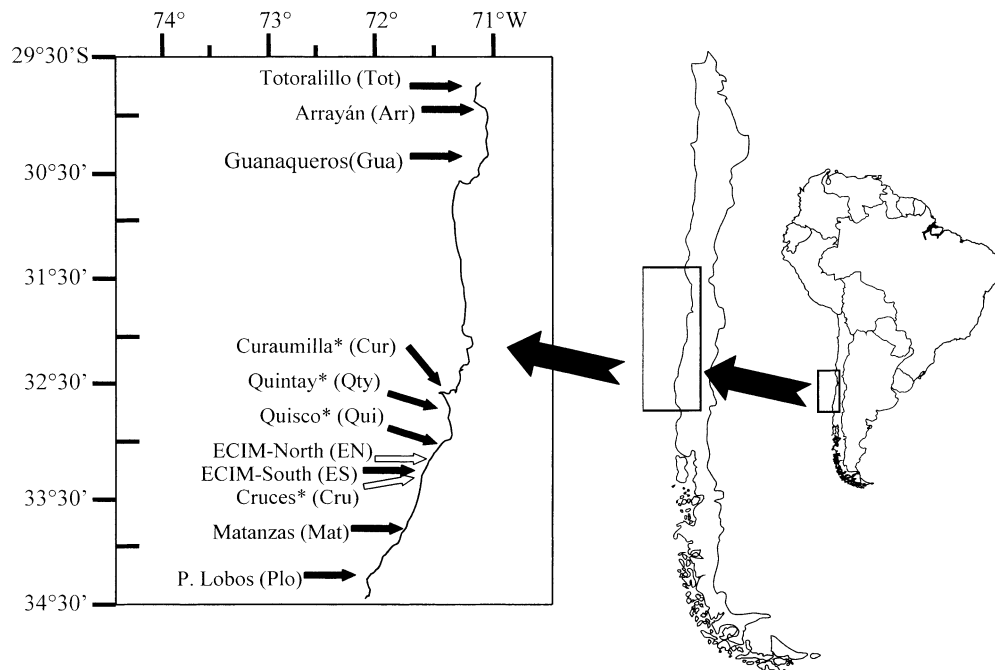 74° 73° 72° 71°W
29°30'S
Totoralillo (Tot)
Arrayán (Arr)
Guanaqueros(Gua)
30°30'
31°30'
Curaumilla* (Cur)
32°30'
Quintay* (Qty)
Quisco* (Qui)
ECIM-North (EN)
ECIM-South (ES)
Cruces* (Cru)
33°30'
Matanzas (Mat)
P. Lobos (Plo)
34°30'